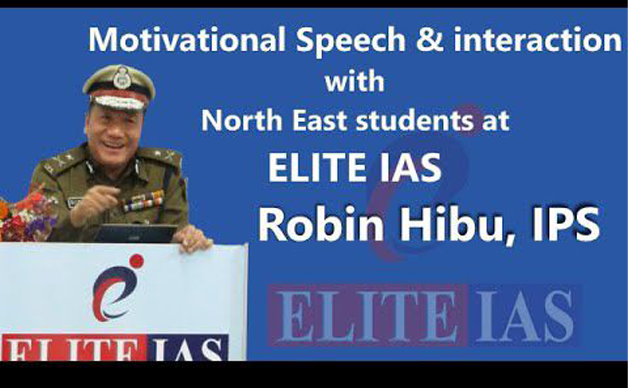 Motivational Speech & interaction
with
North East students at
ELITE IAS
Robin Hibu, IPS
ELITE IAS
ELITE IAS